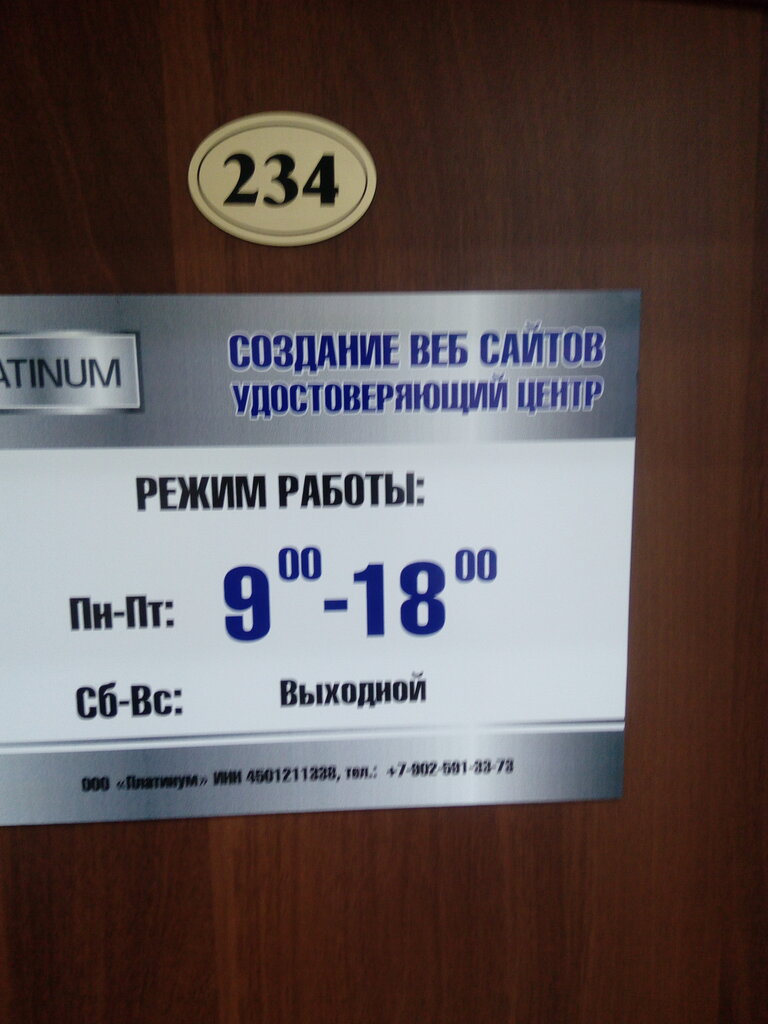 234
ATINUM
СОЗДАНИЕ ВЕБ САЙТОВ
УДОСТОВЕРЯЮЩИЙ ЦЕНТР
РЕЖИМ РАБОТЫ:
Пн-Пт: 9⁰⁰-18⁰⁰
Сб-Вс: Выходной
ООО «Платинум» ИНН 4501211338, тел.: +7-902-591-33-73